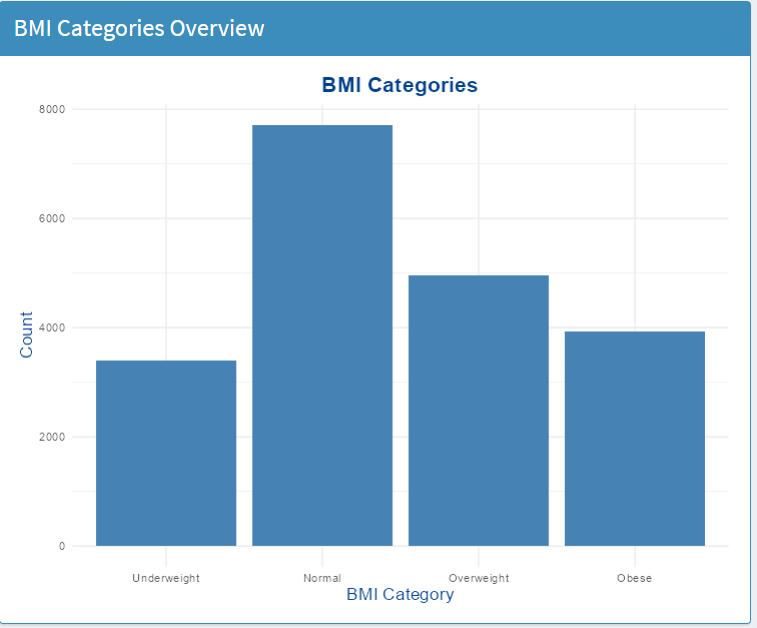 BMI Categories Overview
BMI Categories
8000
6000
4000
2000
0
Count
Underweight Normal Overweight Obese
BMI Category